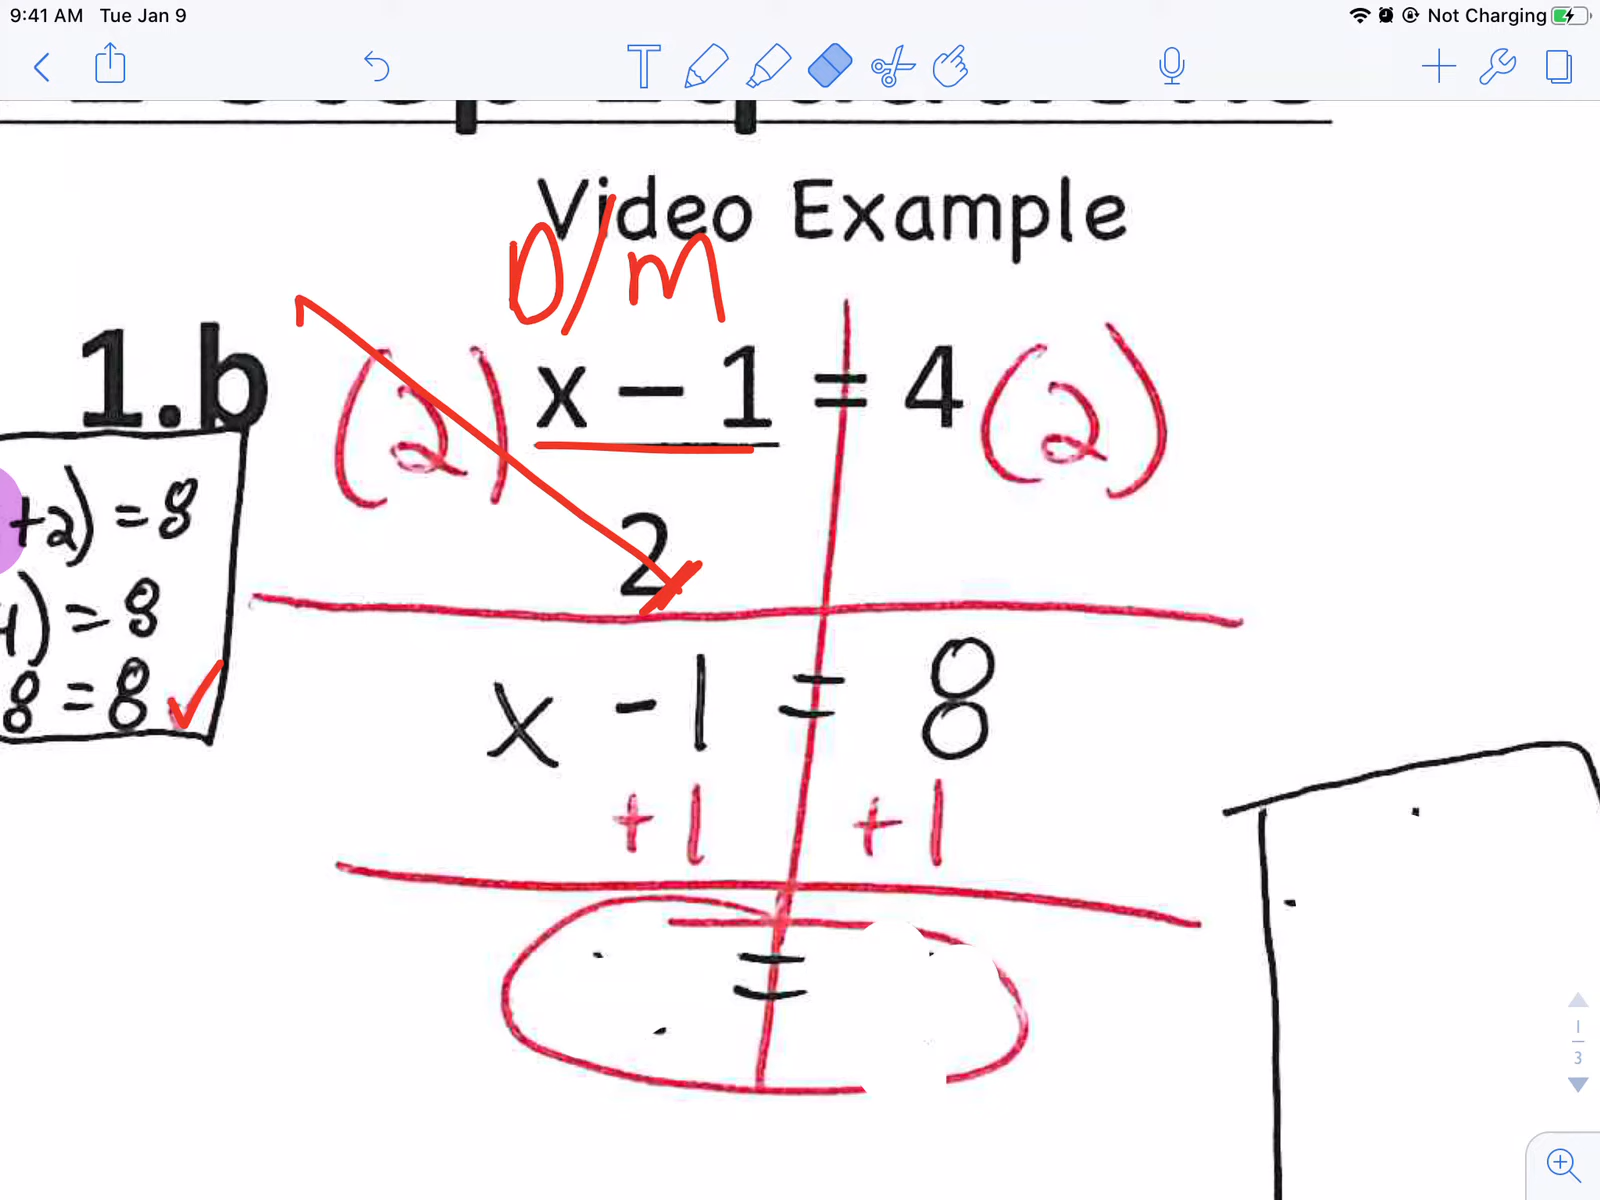 9:41 AM Tue Jan 9 Not Charging
T
Video Example
D/M
1.b
(2) x – 1 = 4 (2)
2
+2) = 8
4) = 8
8 = 8 ✓
x - 1 = 8
+ 1 + 1
=
1
3